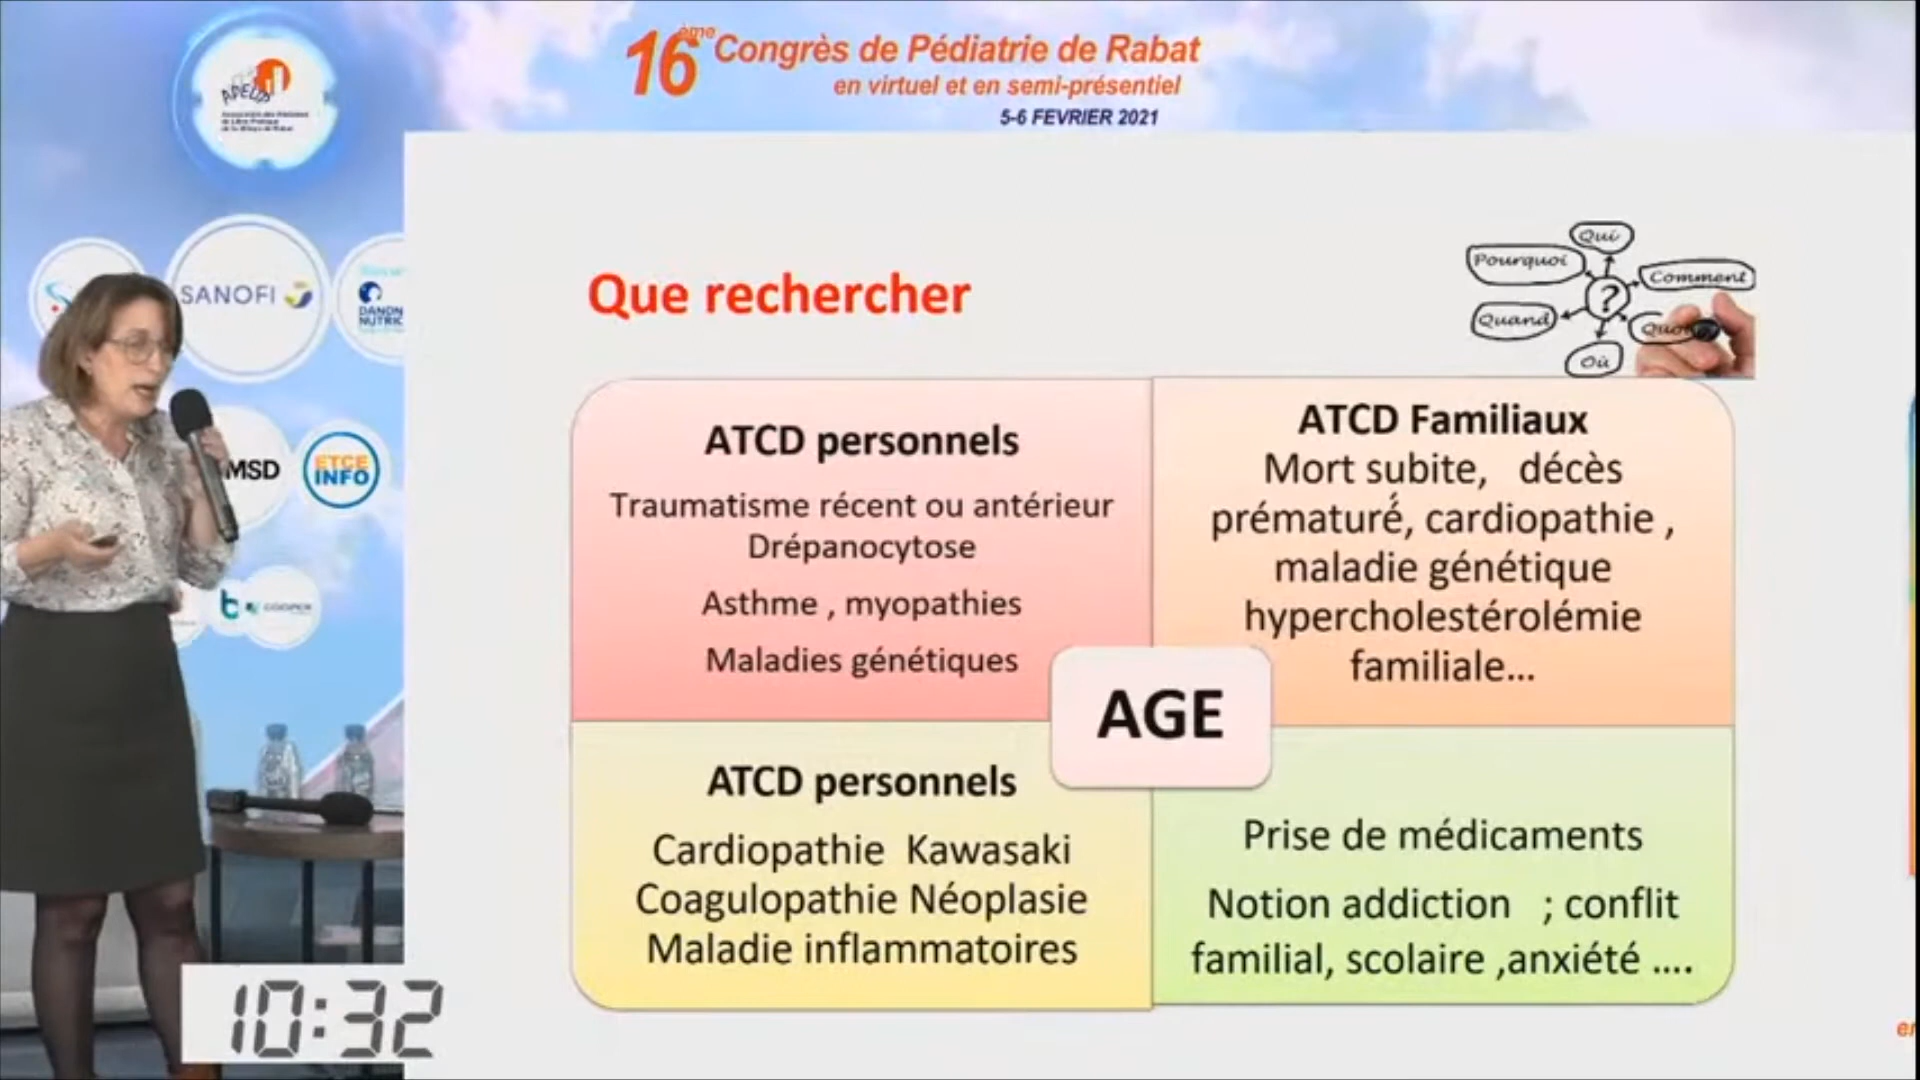 16ème Congrès de Pédiatrie de Rabat
en virtuel et en semi-présentiel
5-6 FEVRIER 2021
SANOFI
MSD
ETCE
INFO
COOPER
Que rechercher
Qui
Pourquoi
Comment
?
Quand
Où
ATCD personnels
Traumatisme récent ou antérieur
Drépanocytose
Asthme , myopathies
Maladies génétiques
ATCD Familiaux
Mort subite, décès
prématuré, cardiopathie ,
maladie génétique
hypercholestérolémie
familiale...
AGE
ATCD personnels
Cardiopathie Kawasaki
Coagulopathie Néoplasie
Maladie inflammatoires
Prise de médicaments
Notion addiction ; conflit
familial, scolaire ,anxiété ....
10:32